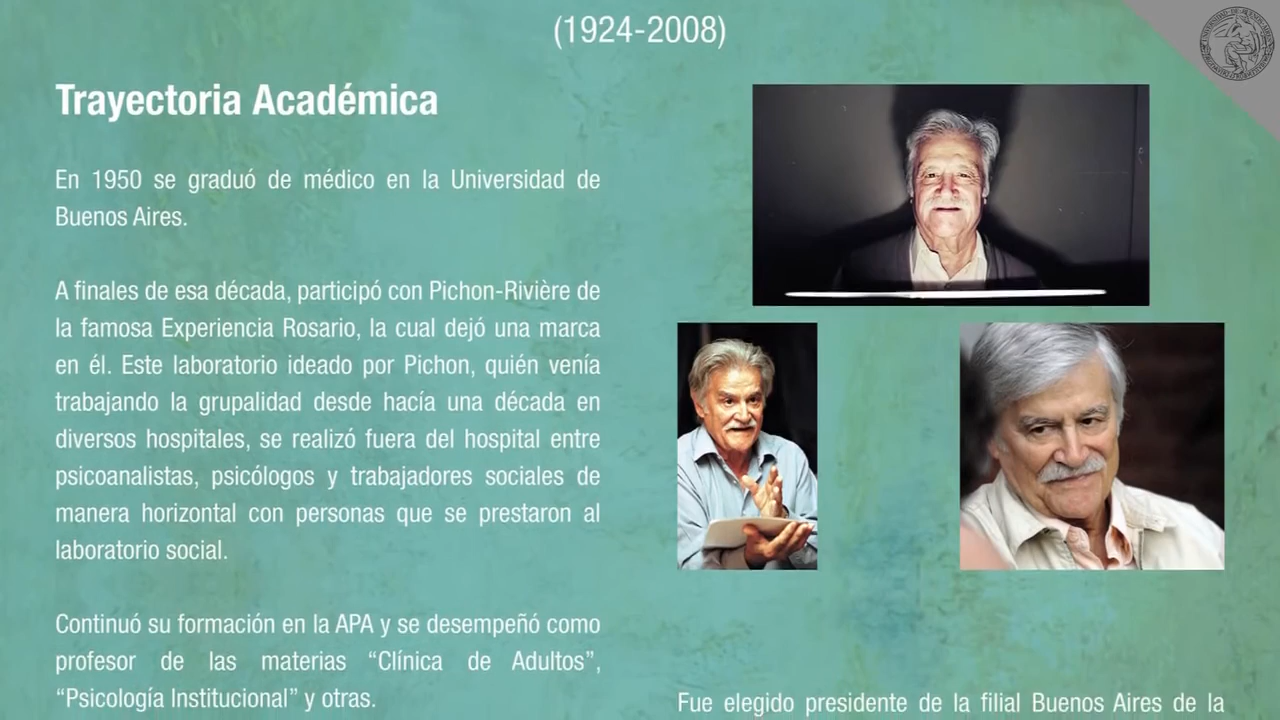 (1924-2008)
Trayectoria Académica
En 1950 se graduó de médico en la Universidad de
Buenos Aires.
A finales de esa década, participó con Pichon-Rivière de
la famosa Experiencia Rosario, la cual dejó una marca
en él. Este laboratorio ideado por Pichon, quién venía
trabajando la grupalidad desde hacía una década en
diversos hospitales, se realizó fuera del hospital entre
psicoanalistas, psicólogos y trabajadores sociales de
manera horizontal con personas que se prestaron al
laboratorio social.
Continuó su formación en la APA y se desempeñó como
profesor de las materias “Clínica de Adultos”,
“Psicología Institucional” y otras.
Fue elegido presidente de la filial Buenos Aires de la